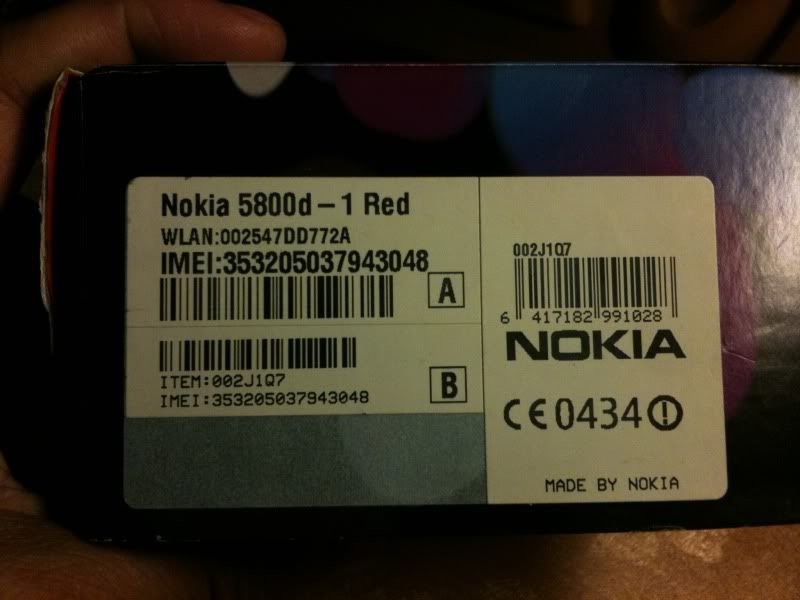 Nokia 5800d – 1 Red
WLAN:002547DD772A
IMEI:353205037943048
A
ITEM:002J1Q7
IMEI:353205037943048
B
002J1Q7
6 417182 991028
NOKIA
CE0434!
MADE BY NOKIA